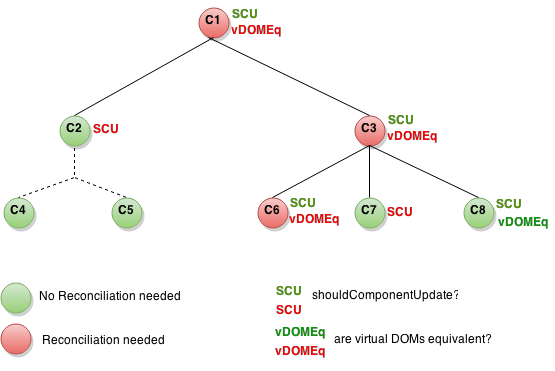 C1 SCU
vDOMEq
C2 SCU
C3 SCU
vDOMEq
C4
C5
C6 SCU
vDOMEq
C7 SCU
C8 SCU
vDOMEq
No Reconciliation needed
Reconciliation needed
SCU
SCU
shouldComponentUpdate?
vDOMEq
vDOMEq
are virtual DOMs equivalent?